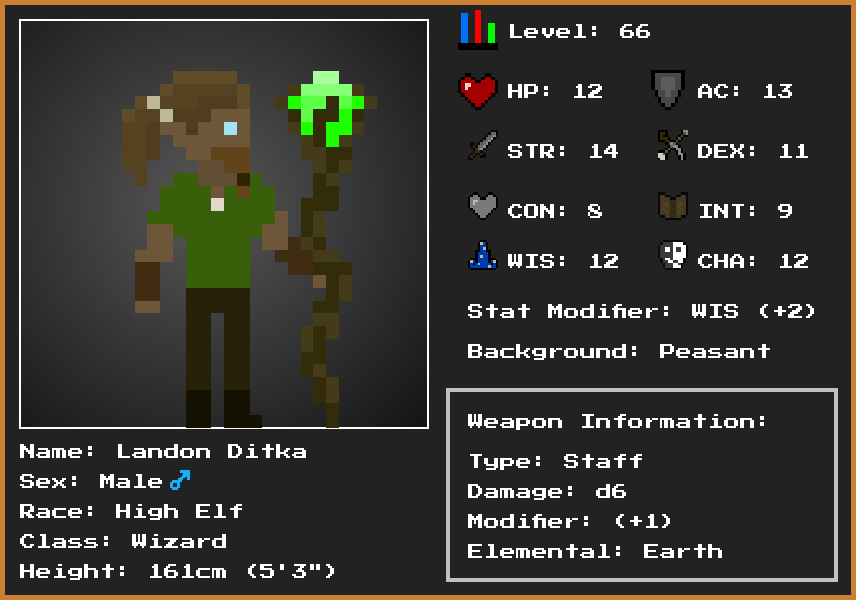 Level: 66
HP: 12
AC: 13
STR: 14
DEX: 11
CON: 8
INT: 9
WIS: 12
CHA: 12
Stat Modifier: WIS (+2)
Background: Peasant
Weapon Information:
Type: Staff
Damage: d6
Modifier: (+1)
Elemental: Earth
Name: Landon Ditka
Sex: Male♂
Race: High Elf
Class: Wizard
Height: 161cm (5'3")